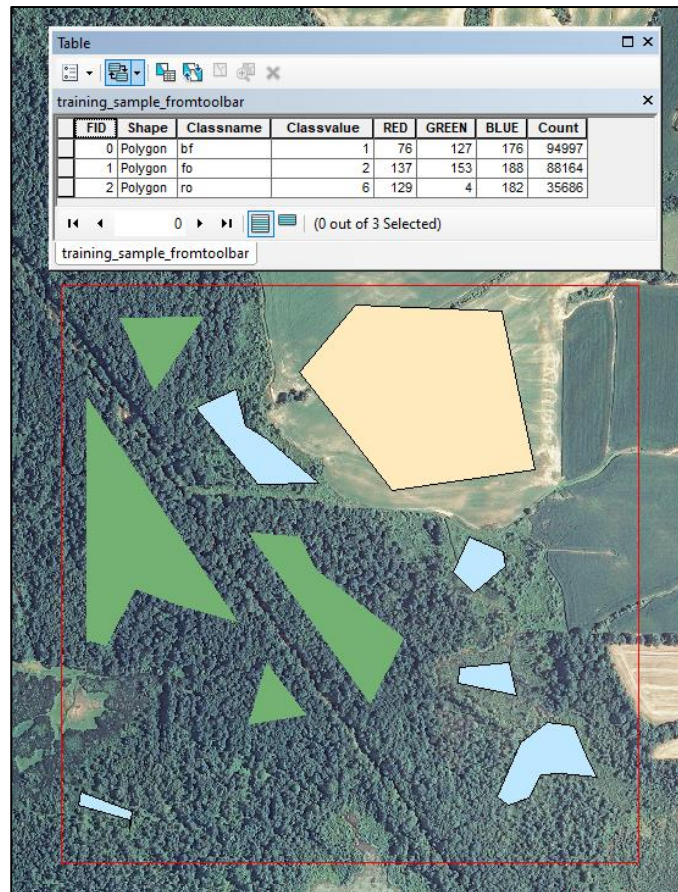 Table
training_sample_fromtoolbar
FID Shape Classname Classvalue RED GREEN BLUE Count
0 Polygon bf 1 76 127 176 94997
1 Polygon fo 2 137 153 188 88164
2 Polygon ro 6 129 4 182 35686
0 (0 out of 3 Selected)
training_sample_fromtoolbar